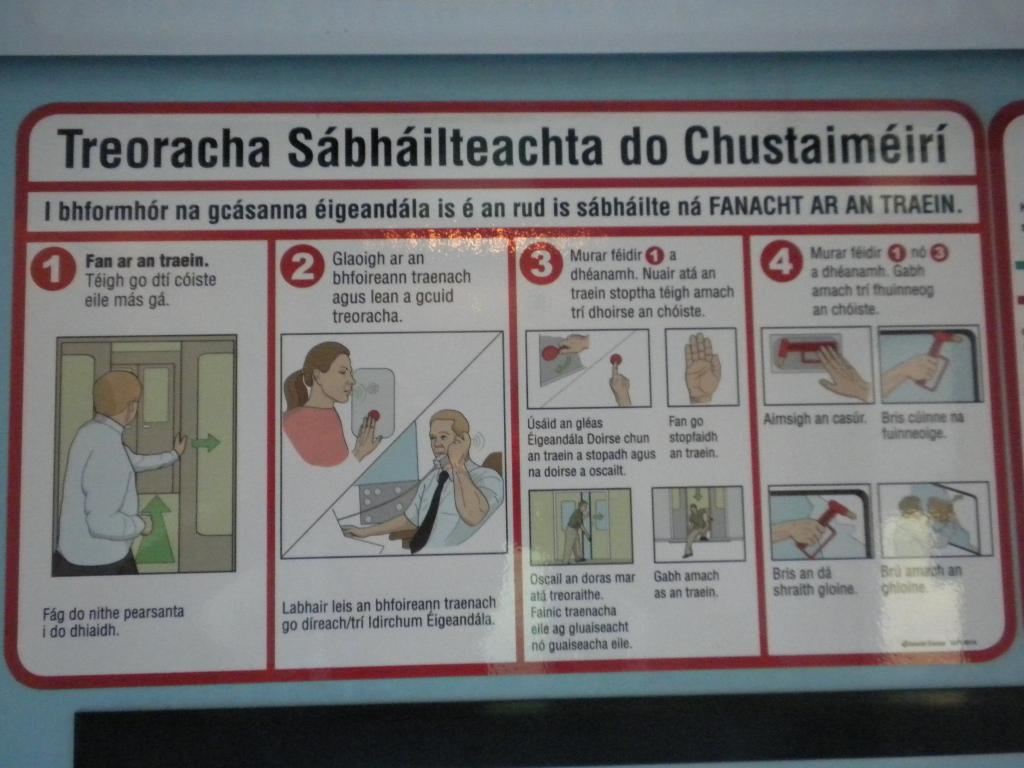 Treoracha Sábháilteachta do Chustaiméirí
I bhformhór na gcásanna éigeandála is é an rud is sábháilte ná FANACHT AR AN TRAEIN.
1 Fan ar an traein.
Téigh go dtí cóiste
eile más gá.
Fág do nithe pearsanta
i do dhiaidh.
2 Glaoigh ar an
bhfoireann traenach
agus lean a gcuid
treoracha.
Labhair leis an bhfoireann traenach
go díreach/trí Idirchum Éigeandála.
3 Murar féidir 1 a
dhéanamh. Nuair atá an
traein stoptha téigh amach
trí dhoirse an chóiste.
Úsáid an gléas
Éigeandála Doirse chun
an traein a stopadh agus
na doirse a oscailt.
Fan go
stopfaidh
an traein.
Oscail an doras mar
atá treoraithe.
Fainic traenacha
eile ag gluaiseacht
nó guaiseacha eile.
Gabh amach
as an traein.
4 Murar féidir 1 nó 3
a dhéanamh. Gabh
amach trí fhuinneog
an chóiste.
Aimsigh an casúr.
Bris cúinne na
fuinneoige.
Bris an dá
shraith gloine.
Brú amach an
ghloine.